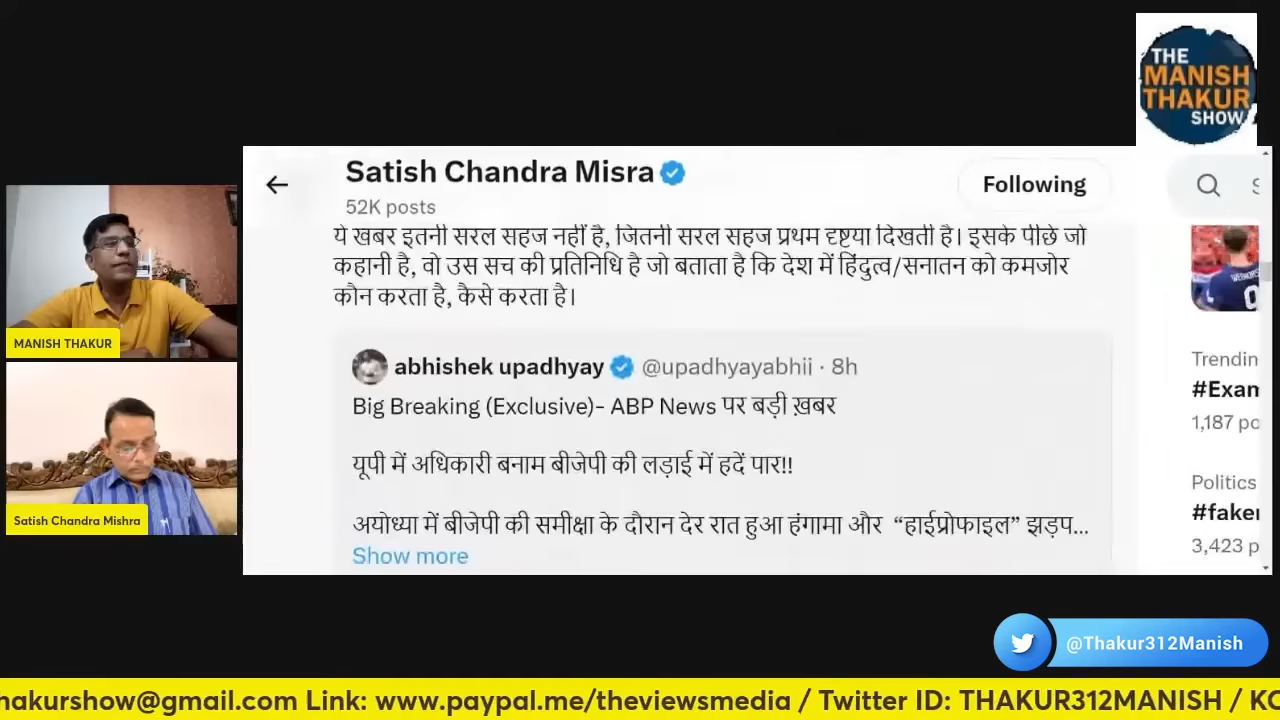 THE
MANISH
THAKUR
SHOW
Satish Chandra Misra
52K posts
Following
ये खबर इतनी सरल सहज नहीं है, जितनी सरल सहज प्रथम दृष्टया दिखती है। इसके पीछे जो
कहानी है, वो उस सच की प्रतिनिधि है जो बताता है कि देश में हिंदुत्व/सनातन को कमजोर
कौन करता है, कैसे करता है।
abhishek upadhyay @upadhyayabhii · 8h
Big Breaking (Exclusive)- ABP News पर बड़ी ख़बर
यूपी में अधिकारी बनाम बीजेपी की लड़ाई में हदें पार!!
अयोध्या में बीजेपी की समीक्षा के दौरान देर रात हुआ हंगामा और “हाईप्रोफाइल” झड़प...
Show more
Trendin
#Exam
1,187 po
Politics
#faker
3,423 p
MANISH THAKUR
Satish Chandra Mishra
@Thakur312Manish
hakurshow@gmail.com Link: www.paypal.me/theviewsmedia / Twitter ID: THAKUR312MANISH / KO